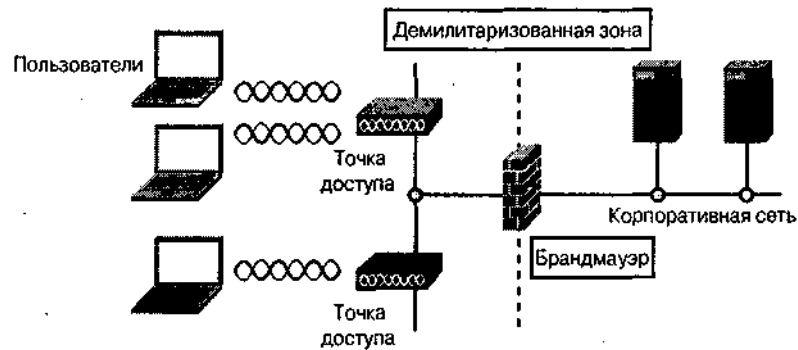 Демилитаризованная зона
Пользователи
Точка
доступа
Корпоративная сеть
Брандмауэр
Точка
доступа